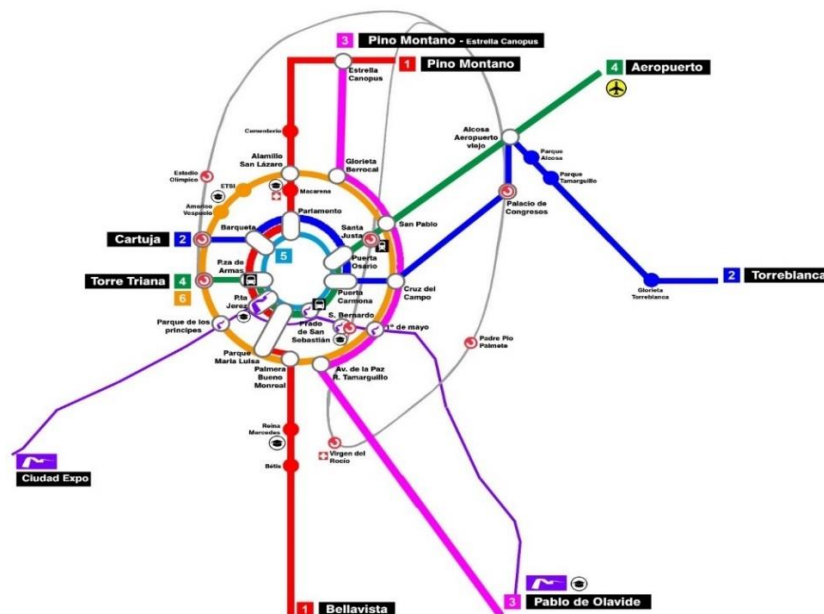 3 Pino Montano - Estrella Canopus
1 Pino Montano
4 Aeropuerto
Estrella
Canopus
Cementerio
Alcosa
Aeropuerto
viejo
Parque
Alcosa
Parque
Tamarguillo
Alamillo
San Lázaro
Glorieta
Berrocal
Estadio
Olímpico
ETSI
Americo
Vespucio
Macarena
Parlamento
Palacio de
Congresos
San Pablo
Santa
Justa
Barqueta
Cartuja 2
5
P.za de
Armas
Puerta
Osario
Torre Triana 4
6
2 Torreblanca
Glorieta
Torreblanca
Puerta
Carmona
Cruz del
Campo
P.ta
Jerez
Prado
de San
Sebastián
S. Bernardo
1º de mayo
Parque de los
príncipes
Parque
María Luisa
Palmera
Bueno
Monreal
Av. de la Paz
R. Tamarguillo
Padre Pio
Palmete
Reina
Mercedes
Virgen del
Rocío
Bétis
Ciudad Expo
1 Bellavista
3 Pablo de Olavide